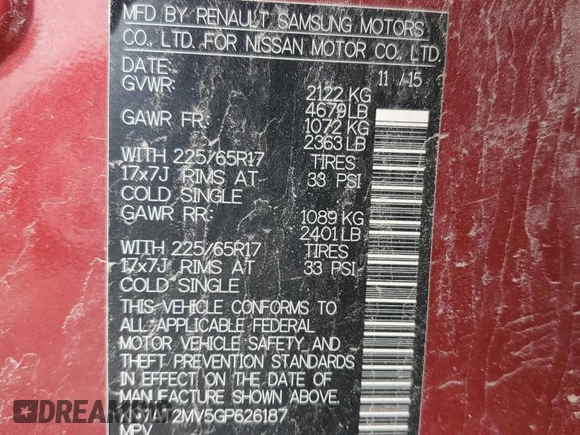 MFD BY RENAULT SAMSUNG MOTORS
CO., LTD. FOR NISSAN MOTOR CO., LTD.
DATE: 11 / 15
GVWR: 2122 KG
4679 LB
GAWR FR: 1072 KG
2363 LB
WITH 225/65R17 TIRES
17x7J RIMS AT 33 PSI
COLD SINGLE
GAWR RR: 1089 KG
2401 LB
WITH 225/65R17 TIRES
17x7J RIMS AT 33 PSI
COLD SINGLE
THIS VEHICLE CONFORMS TO
ALL APPLICABLE FEDERAL
MOTOR VEHICLE SAFETY AND
THEFT PREVENTION STANDARDS
IN EFFECT ON THE DATE OF
MANUFACTURE SHOWN ABOVE.
DREAMBID
MPV